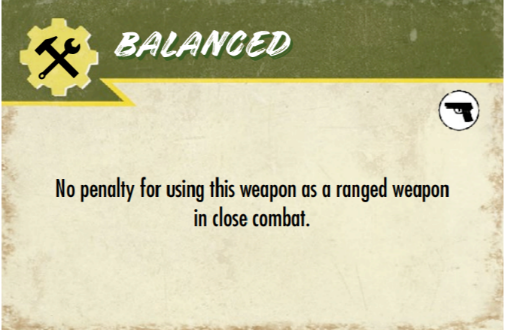 BALANCED
No penalty for using this weapon as a ranged weapon
in close combat.